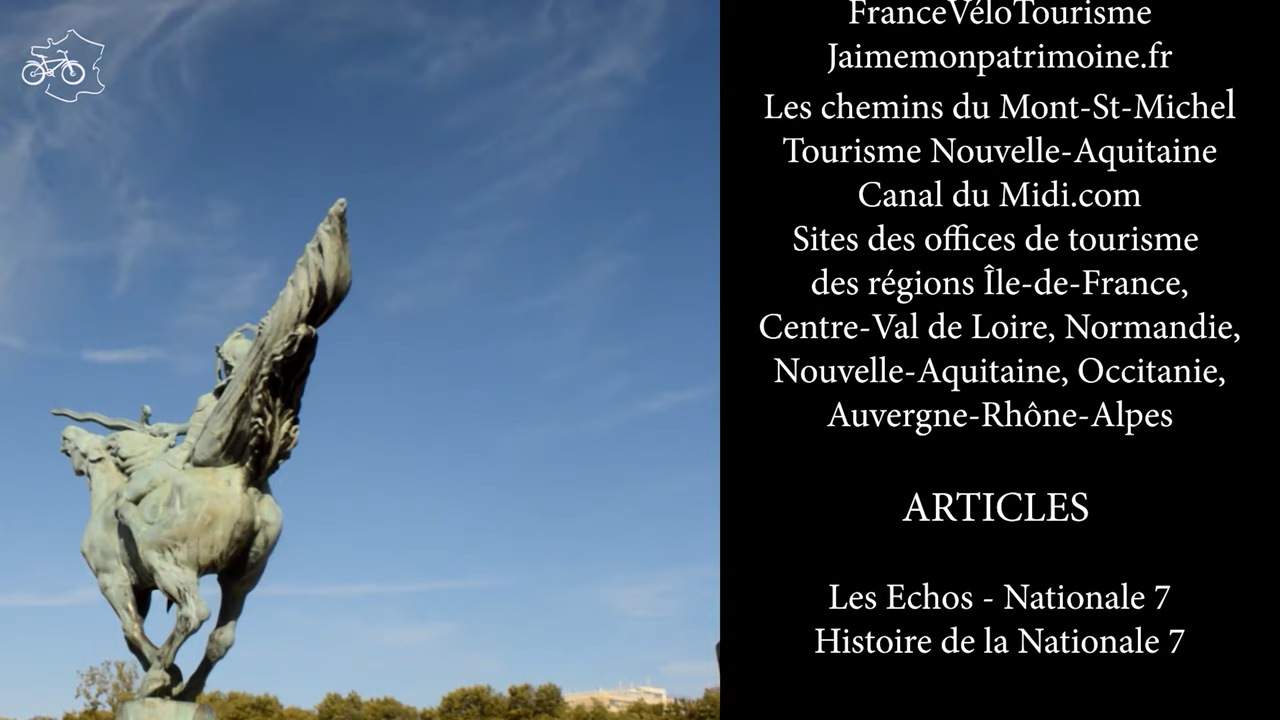 FranceVéloTourisme
Jaimemonpatrimoine.fr
Les chemins du Mont-St-Michel
Tourisme Nouvelle-Aquitaine
Canal du Midi.com
Sites des offices de tourisme
des régions Île-de-France,
Centre-Val de Loire, Normandie,
Nouvelle-Aquitaine, Occitanie,
Auvergne-Rhône-Alpes
ARTICLES
Les Echos - Nationale 7
Histoire de la Nationale 7